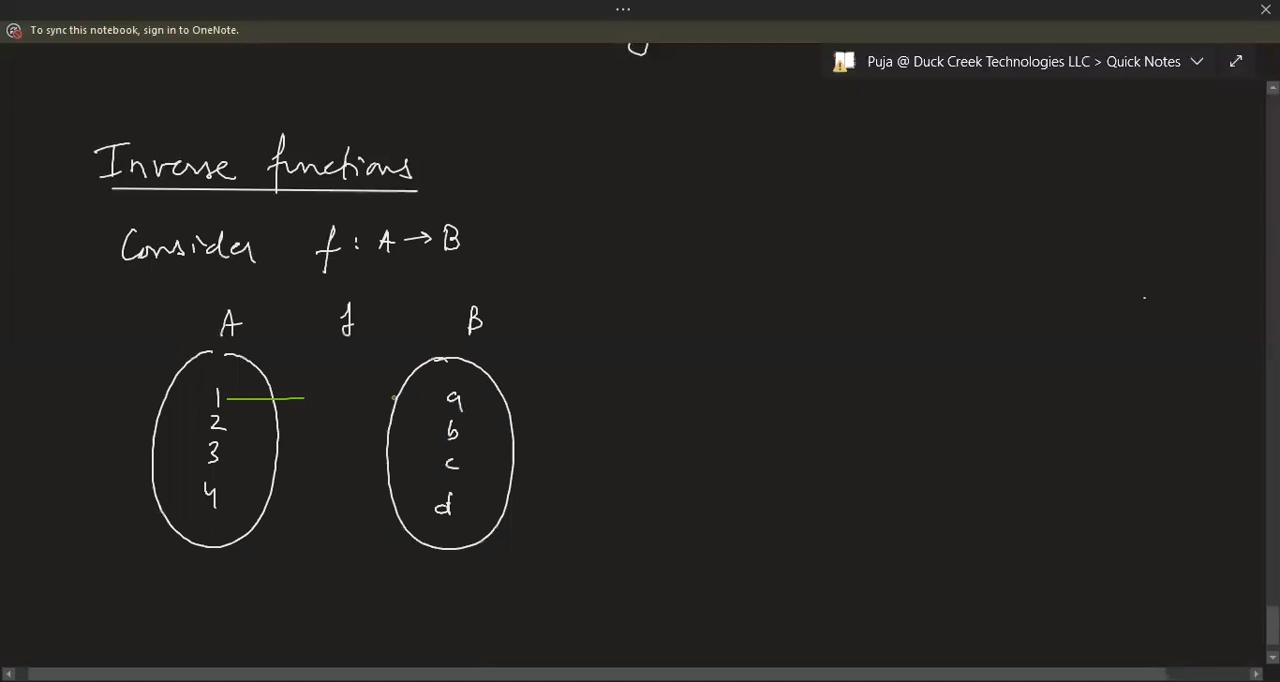 ...
To sync this notebook, sign in to OneNote.
Puja @ Duck Creek Technologies LLC > Quick Notes
Inverse functions
Consider f : A → B
A f B
1 a
2 b
3 c
4 d